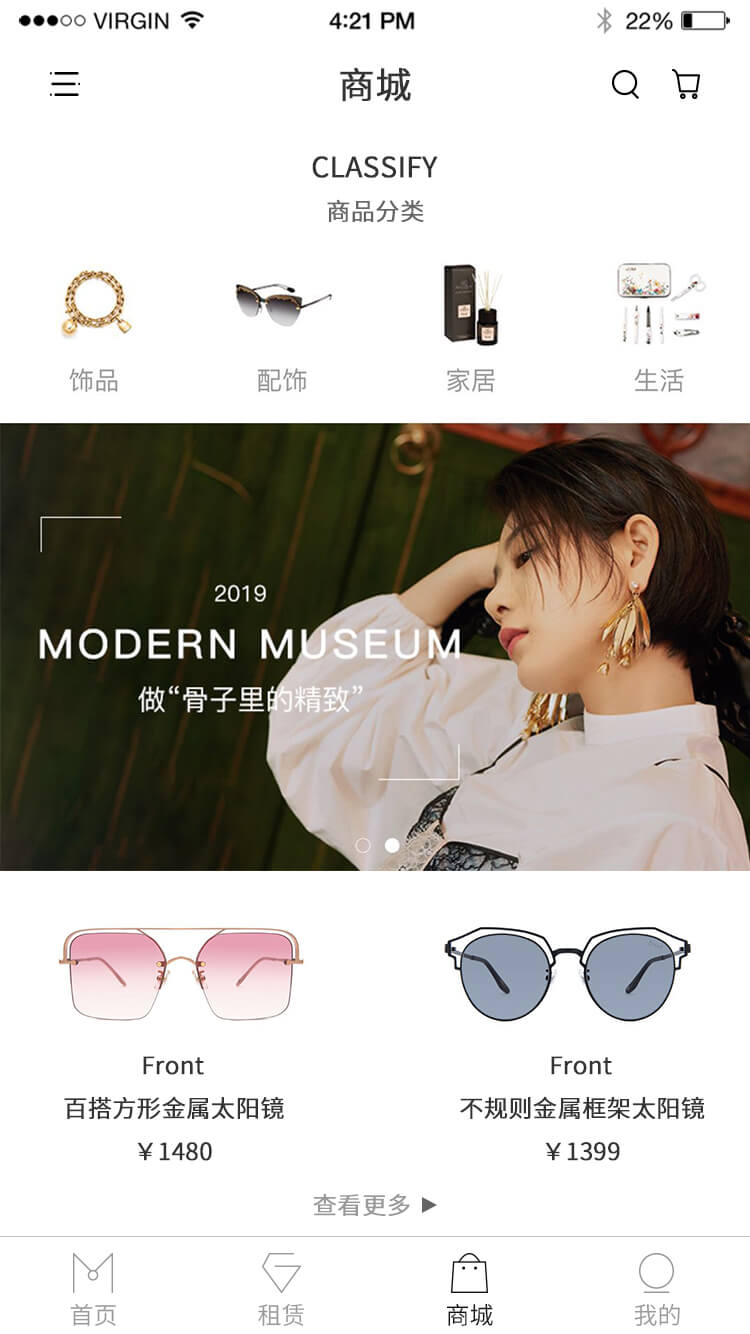 VIRGIN 4:21 PM 22%
商城
CLASSIFY
商品分类
饰品 配饰 家居 生活
2019
MODERN MUSEUM
做“骨子里的精致”
Front Front
百搭方形金属太阳镜 不规则金属框架太阳镜
￥1480 ￥1399
查看更多 ▶
首页 租赁 商城 我的